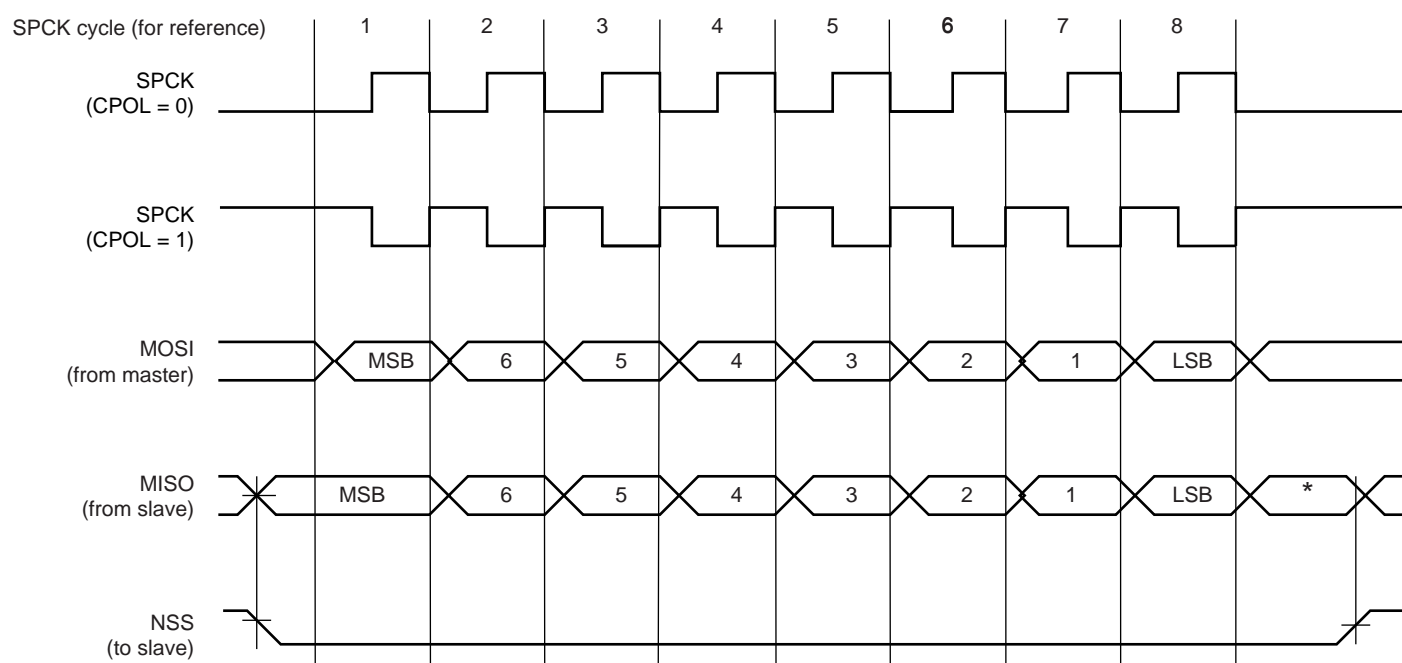 SPCK cycle (for reference) 1 2 3 4 5 6 7 8
SPCK
(CPOL = 0)
SPCK
(CPOL = 1)
MOSI
(from master)
MSB 6 5 4 3 2 1 LSB
MISO
(from slave)
MSB 6 5 4 3 2 1 LSB *
NSS
(to slave)